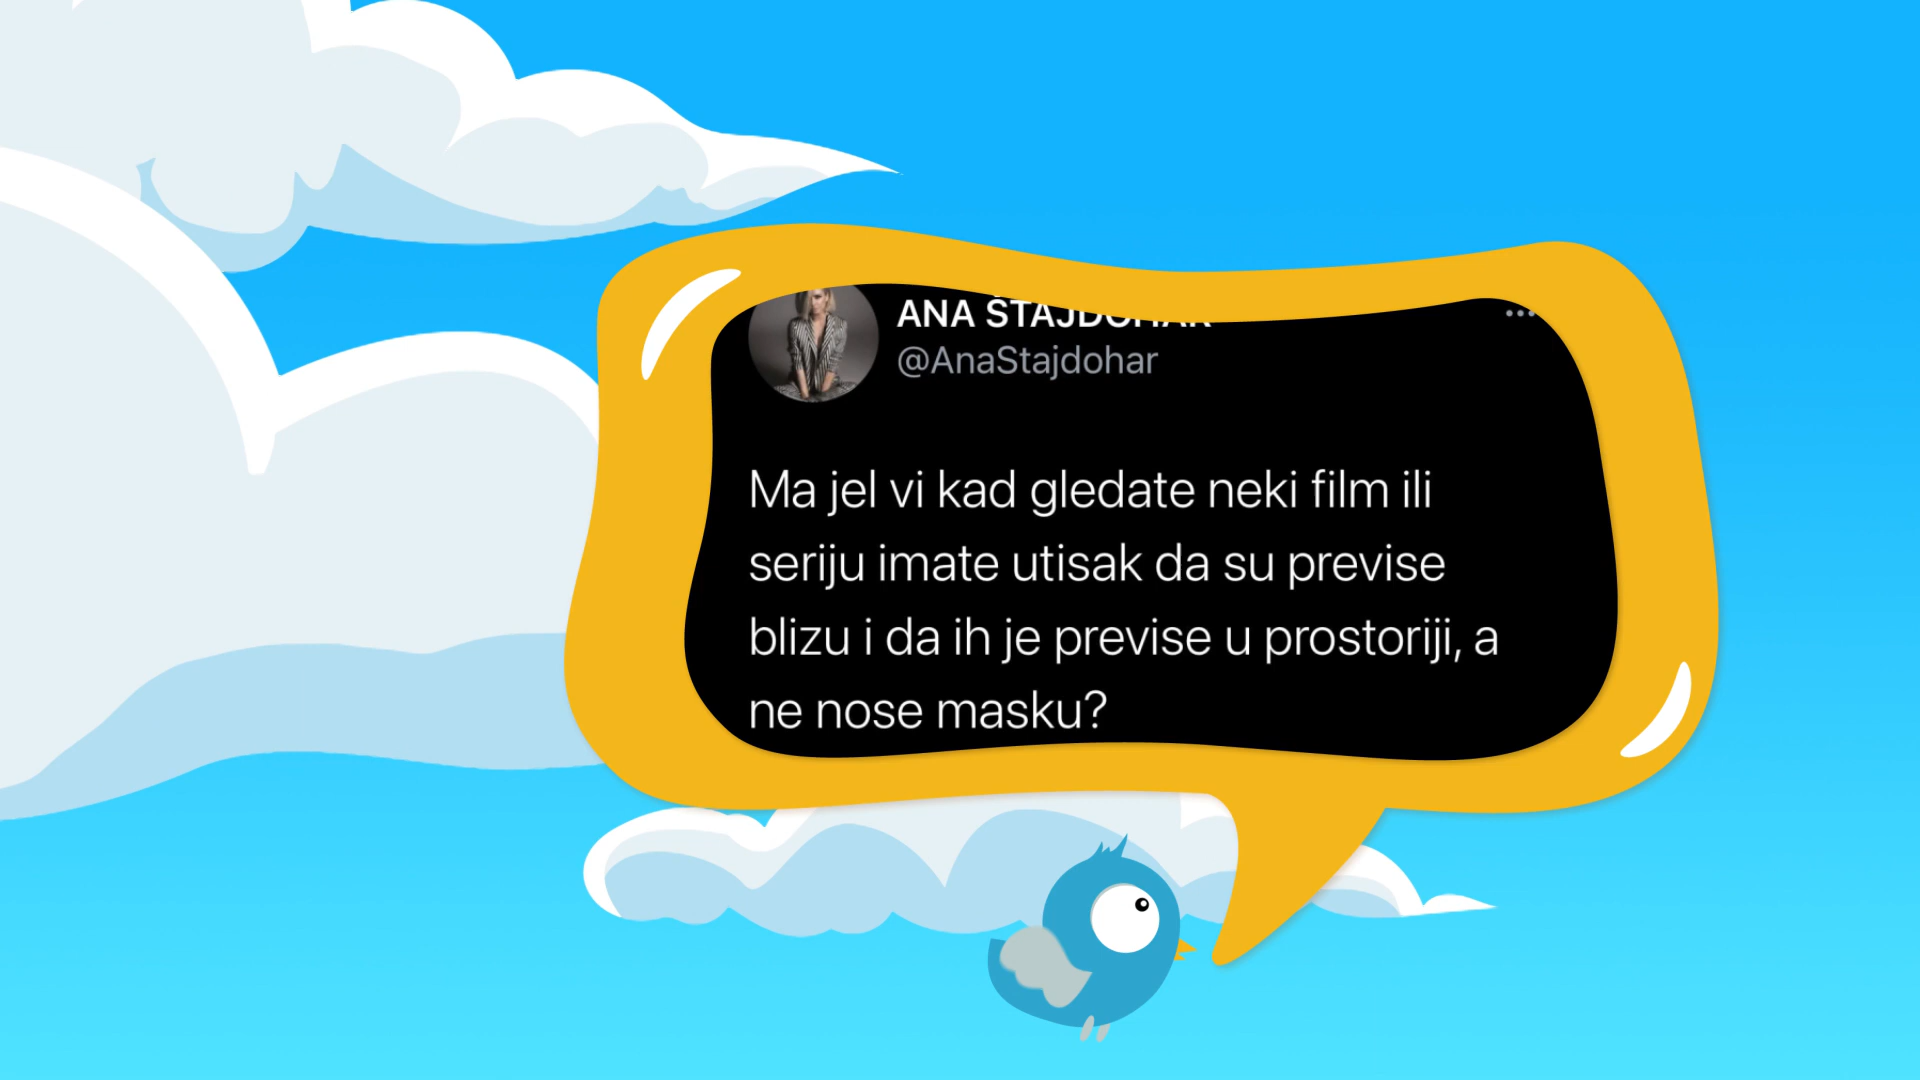 ANA ŠTAJDOHAR
@AnaStajdohar
Ma jel vi kad gledate neki film ili
seriju imate utisak da su previse
blizu i da ih je previse u prostoriji, a
ne nose masku?